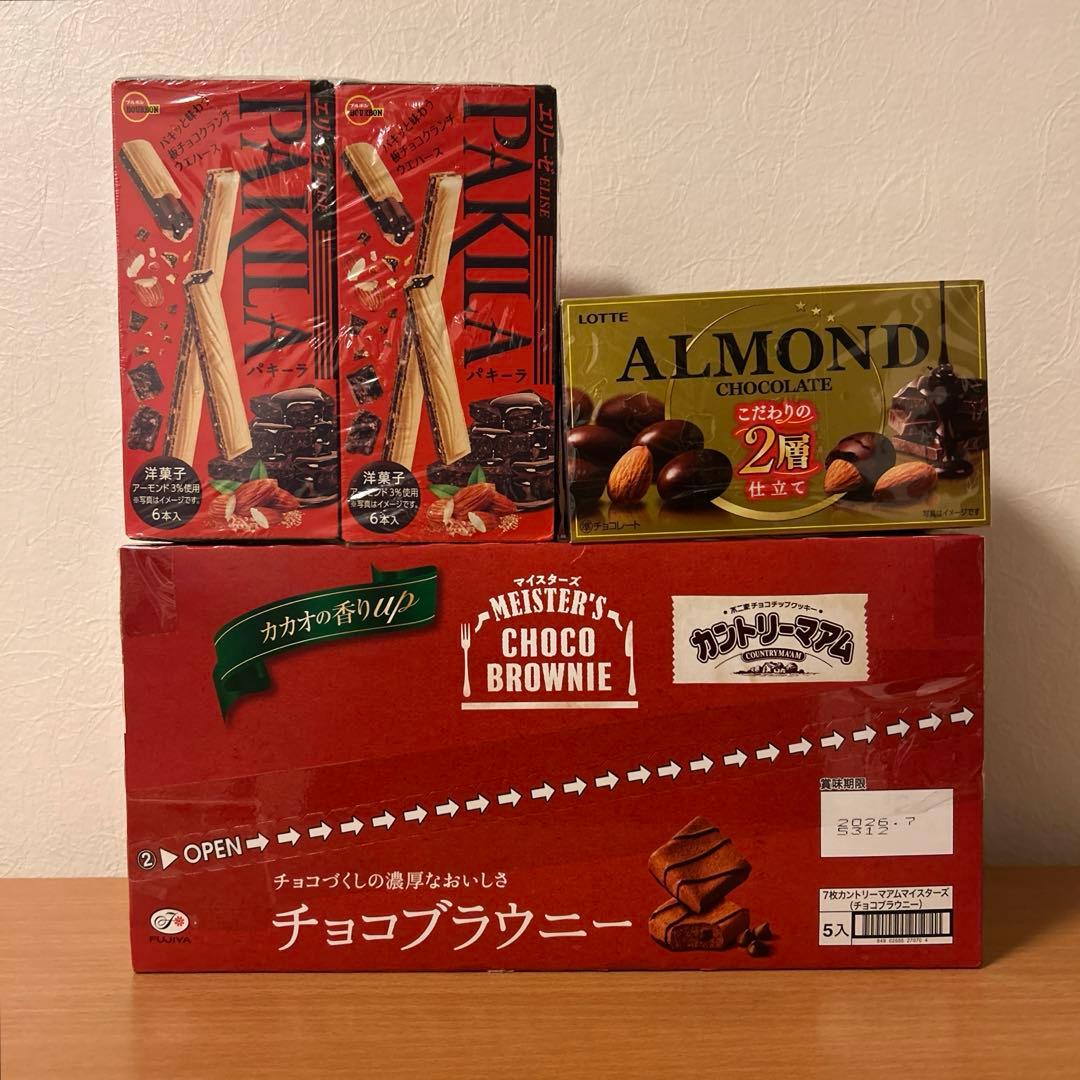 ブルボン
BOURBON
パキッと味わう
板チョコクランチ
ウエハース
PAKILA
パキーラ
エリーゼ ELISE
洋菓子
アーモンド3%使用
※写真はイメージです。
6本入
ブルボン
BOURBON
パキッと味わう
板チョコクランチ
ウエハース
PAKILA
パキーラ
エリーゼ ELISE
洋菓子
アーモンド3%使用
※写真はイメージです。
6本入
LOTTE
ALMOND
CHOCOLATE
こだわりの
2層
仕立て
準チョコレート
写真はイメージです
カカオの香りup
マイスターズ
MEISTER'S
CHOCO
BROWNIE
不二家チョコチップクッキー
カントリーマアム
COUNTRY MA'AM
賞味期限
2026.7
5312
② ▶ OPEN
チョコづくしの濃厚なおいしさ
チョコブラウニー
FUJIYA
7枚カントリーマアムマイスターズ
(チョコブラウニー)
5入